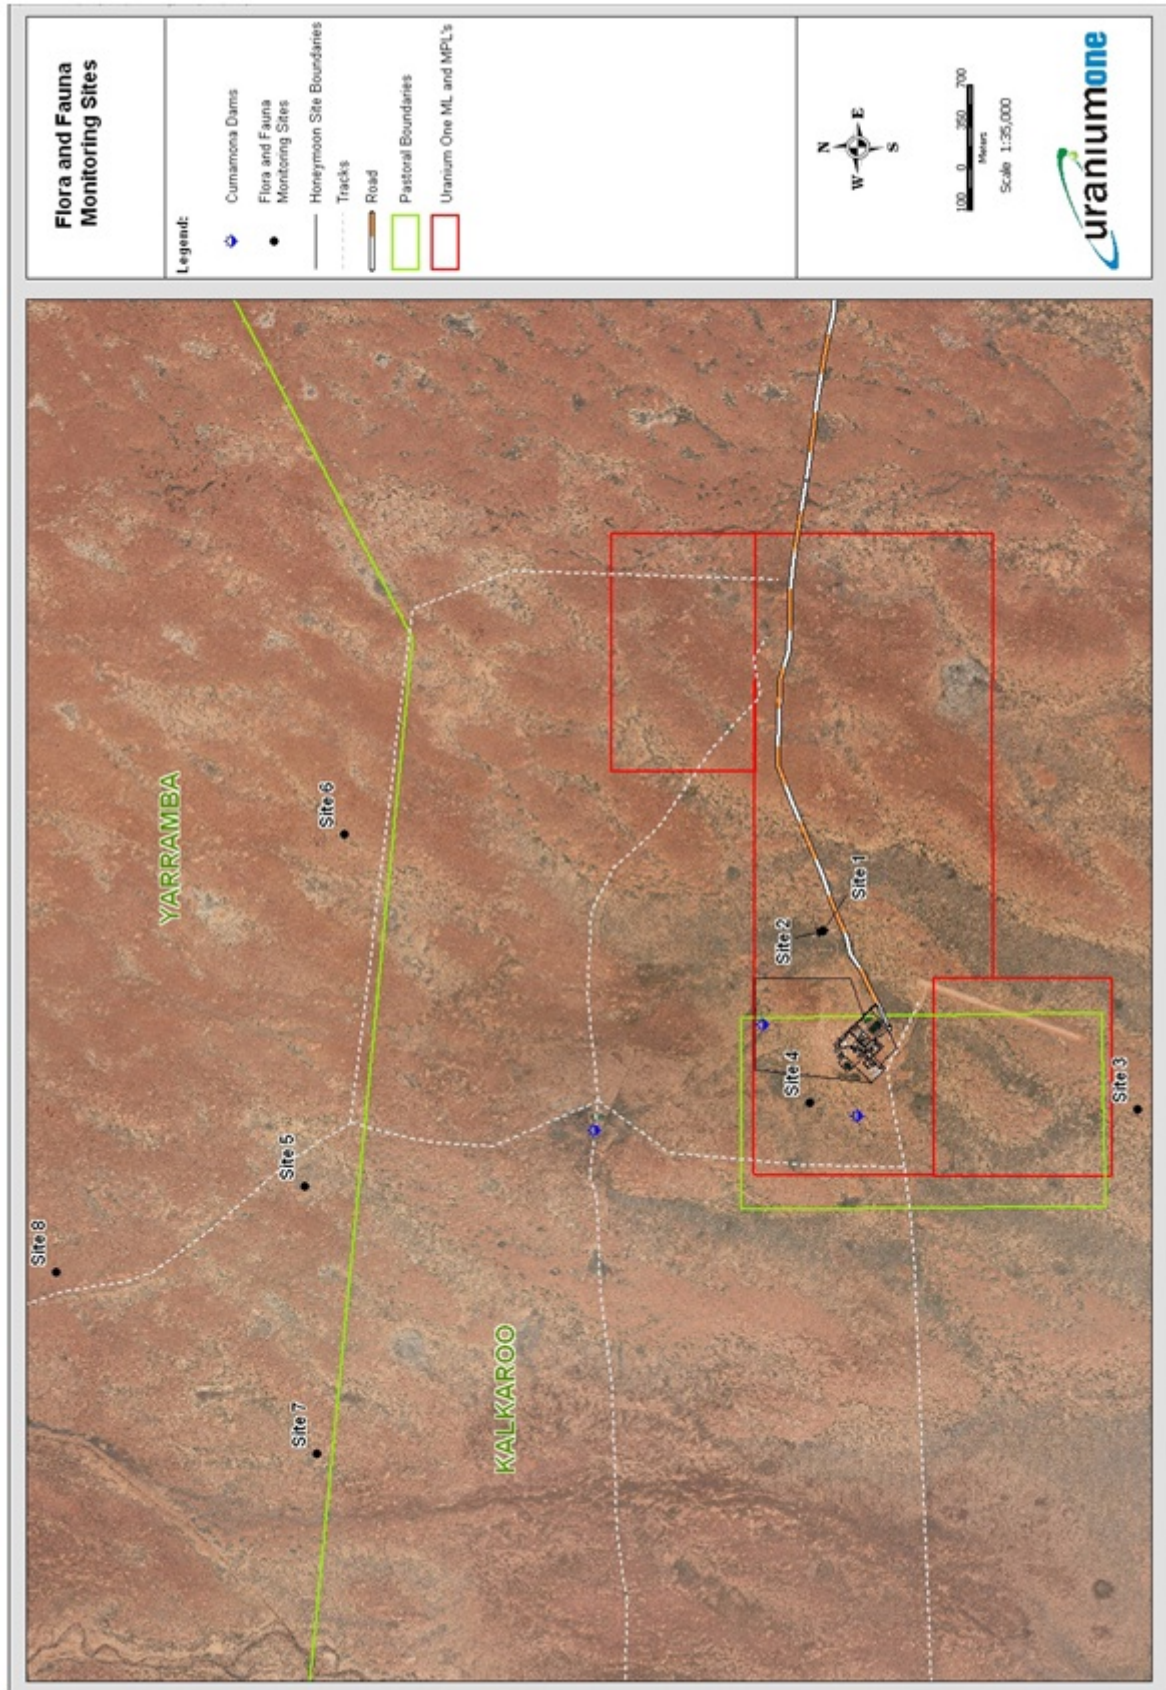 Flora and Fauna
Monitoring Sites
Legend:
Curnamona Dams
Flora and Fauna
Monitoring Sites
Honeymoon Site Boundaries
Tracks
Road
Pastoral Boundaries
Uranium One ML and MPL's
N
W
E
S
100 0 350 700
Meters
Scale 1:35,000
uraniumone
YARRAMBA
KALKAROO
Site 8
Site 5
Site 7
Site 6
Site 2
Site 1
Site 4
Site 3